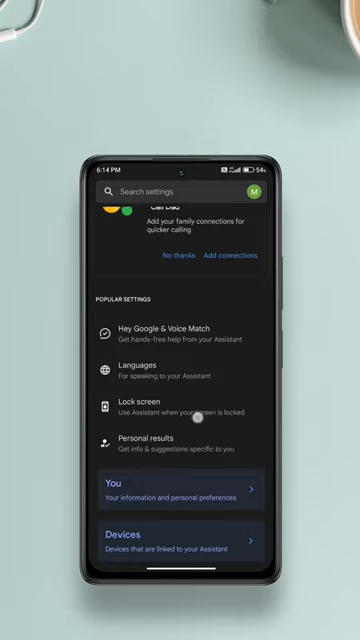 6:14 PM
54
Search settings
M
"Call Dad"
Add your family connections for
quicker calling
No thanks
Add connections
POPULAR SETTINGS
Hey Google & Voice Match
Get hands-free help from your Assistant
Languages
For speaking to your Assistant
Lock screen
Use Assistant when your screen is locked
Personal results
Get info & suggestions specific to you
You
Your information and personal preferences
Devices
Devices that are linked to your Assistant